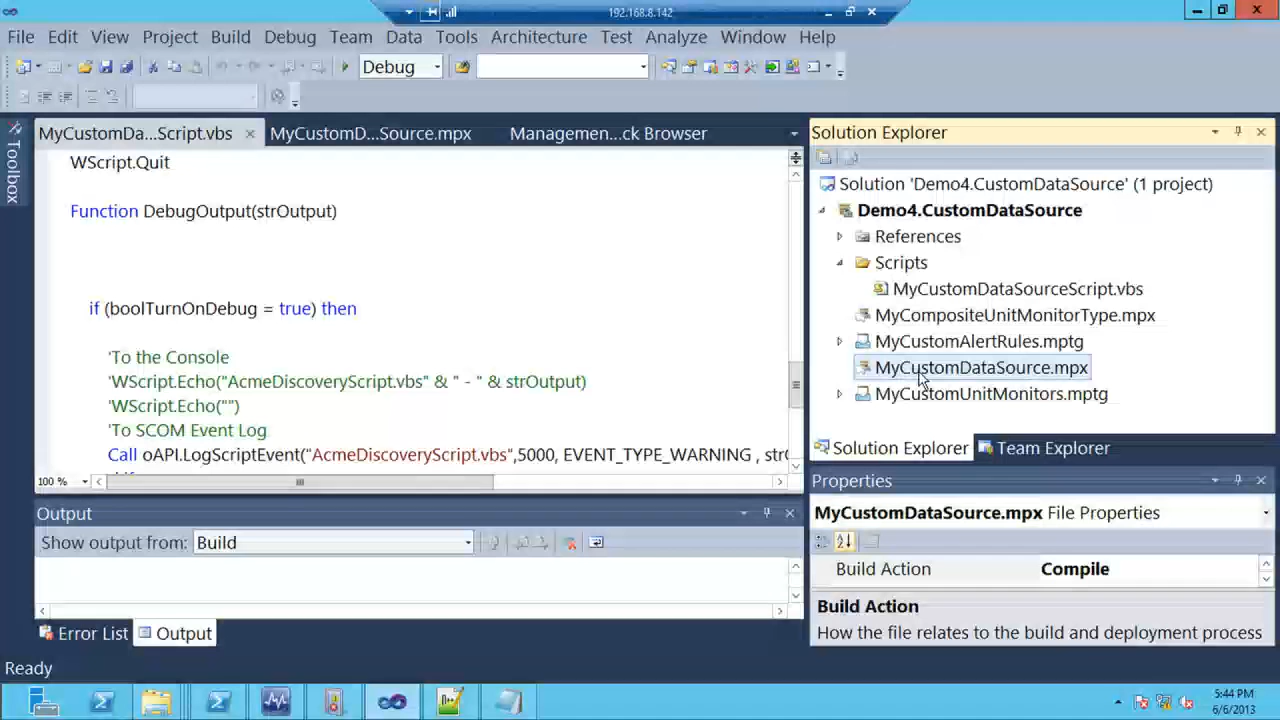 192.168.8.142
File Edit View Project Build Debug Team Data Tools Architecture Test Analyze Window Help
Debug
MyCustomDa...Script.vbs MyCustomD...Source.mpx Managemen...ck Browser
Toolbox
WScript.Quit
Function DebugOutput(strOutput)
if (boolTurnOnDebug = true) then
'To the Console
'WScript.Echo("AcmeDiscoveryScript.vbs" & " - " & strOutput)
'WScript.Echo("")
'To SCOM Event Log
Call oAPI.LogScriptEvent("AcmeDiscoveryScript.vbs",5000, EVENT_TYPE_WARNING , str
100 %
Output
Show output from: Build
Error List Output
Solution Explorer
Solution 'Demo4.CustomDataSource' (1 project)
Demo4.CustomDataSource
References
Scripts
MyCustomDataSourceScript.vbs
MyCompositeUnitMonitorType.mpx
MyCustomAlertRules.mptg
MyCustomDataSource.mpx
MyCustomUnitMonitors.mptg
Solution Explorer Team Explorer
Properties
MyCustomDataSource.mpx File Properties
Build Action Compile
Build Action
How the file relates to the build and deployment process
Ready
5:44 PM
6/6/2013